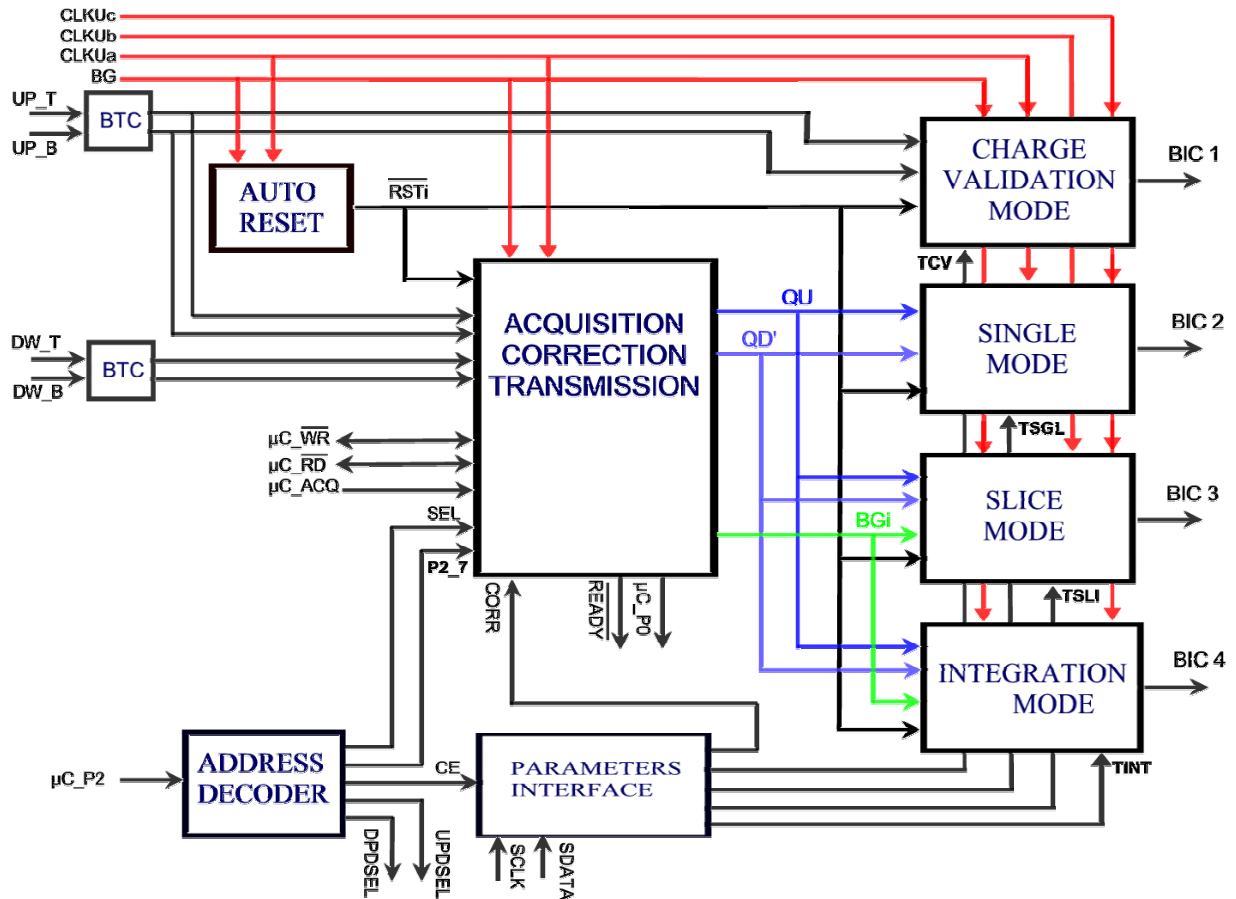 CLKUc
CLKUb
CLKUa
BG
UP_T
UP_B
BTC
AUTO
RESET
RSTi
CHARGE
VALIDATION
MODE
BIC 1
TCV
DW_T
DW_B
BTC
ACQUISITION
CORRECTION
TRANSMISSION
QU
QD'
SINGLE
MODE
BIC 2
TSGL
µC_WR
µC_RD
µC_ACQ
SEL
P2_7
BGi
SLICE
MODE
BIC 3
TSLI
CORR
READY
µC_P0
INTEGRATION
MODE
BIC 4
TINT
µC_P2
ADDRESS
DECODER
CE
PARAMETERS
INTERFACE
DPDSEL
UPDSEL
SCLK
SDATA